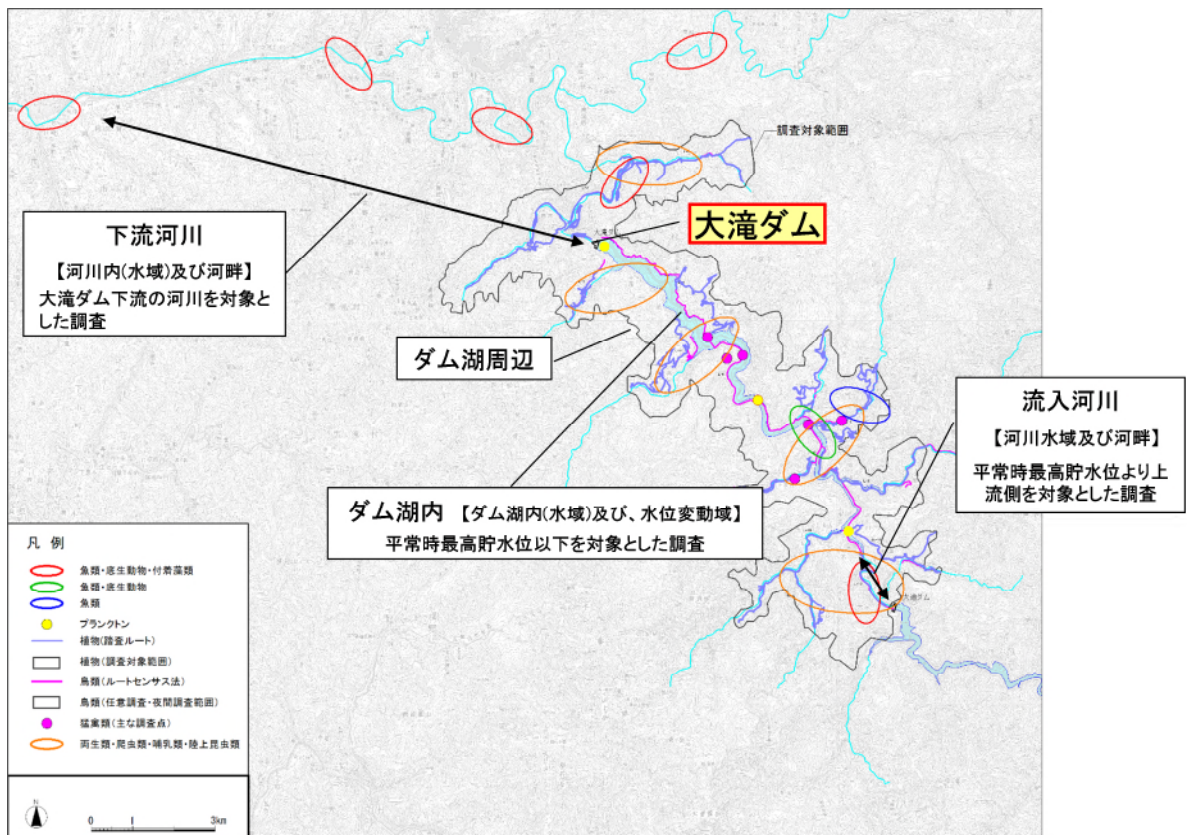 調査対象範囲
大滝ダム
大滝ダム
下流河川
【河川内(水域)及び河畔】
大滝ダム下流の河川を対象と
した調査
ダム湖周辺
流入河川
【河川水域及び河畔】
平常時最高貯水位より上
流側を対象とした調査
ダム湖内 【ダム湖内(水域)及び、水位変動域】
平常時最高貯水位以下を対象とした調査
凡 例
魚類・底生動物・付着藻類
魚類・底生動物
魚類
プランクトン
植物(踏査ルート)
植物(調査対象範囲)
鳥類(ルートセンサス法)
鳥類(任意調査・夜間調査範囲)
猛禽類(主な調査点)
両生類・爬虫類・哺乳類・陸上昆虫類
N
0 1 3km